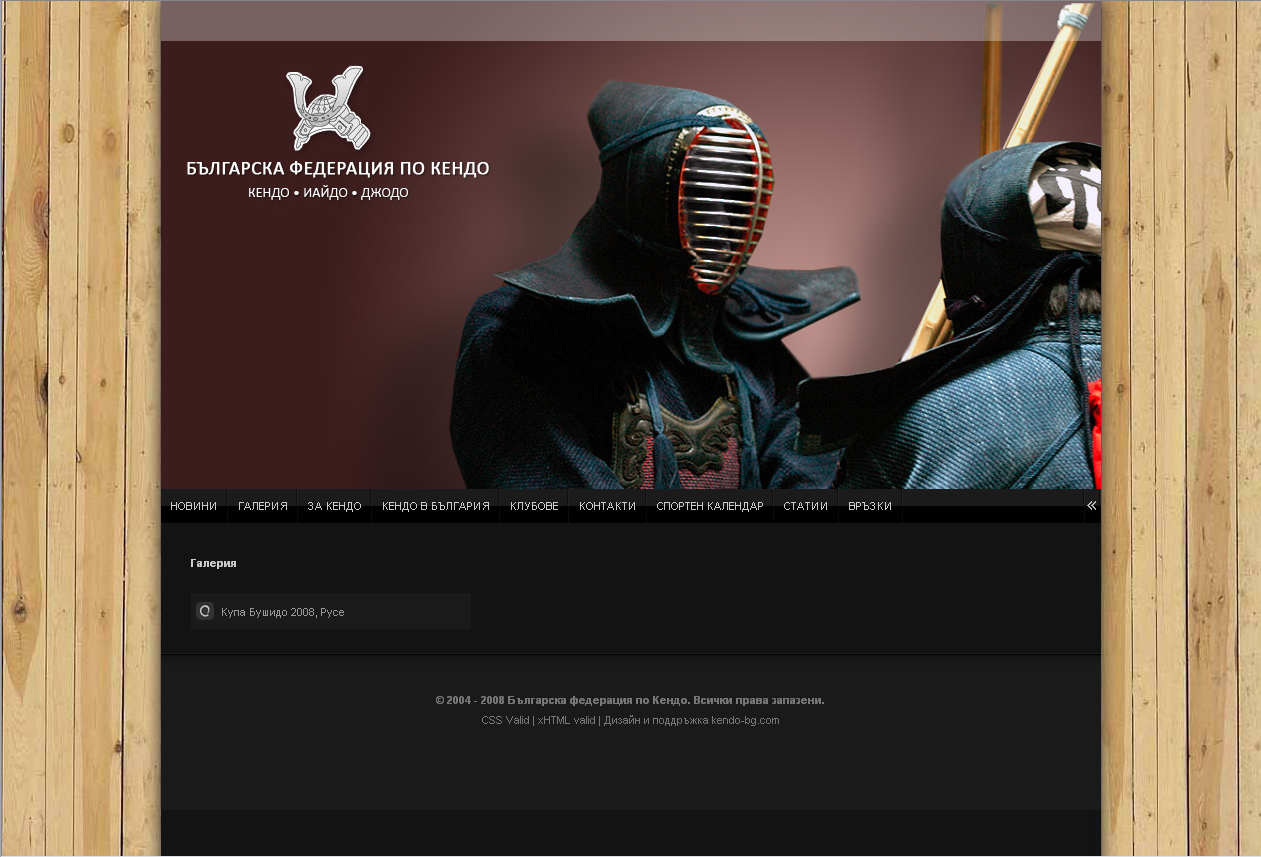 БЪЛГАРСКА ФЕДЕРАЦИЯ ПО КЕНДО
КЕНДО • ИАЙДО • ДЖОДО
НОВИНИ ГАЛЕРИЯ ЗА КЕНДО КЕНДО В БЪЛГАРИЯ КЛУБОВЕ КОНТАКТИ СПОРТЕН КАЛЕНДАР СТАТИИ ВРЪЗКИ «
Галерия
Купа Бушидо 2008, Русе
© 2004 - 2008 Българска федерация по Кендо. Всички права запазени.
CSS Valid | xHTML valid | Дизайн и поддръжка kendo-bg.com